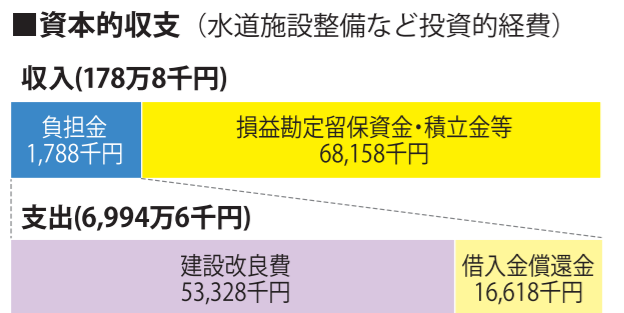 ■資本的収支（水道施設整備など投資的経費）
収入(178万8千円)
負担金
1,788千円
損益勘定留保資金・積立金等
68,158千円
支出(6,994万6千円)
建設改良費
53,328千円
借入金償還金
16,618千円